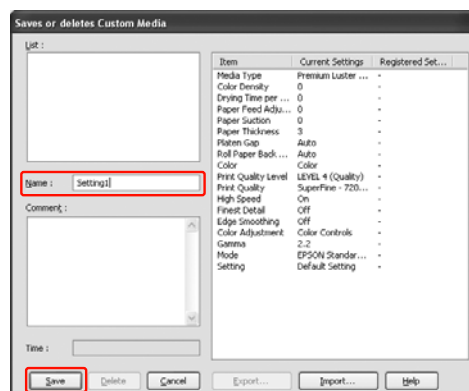 Saves or deletes Custom Media
List :
Name : Setting1
Comment :
Time :
Item Current Settings Registered Set...
Media Type Premium Luster ... -
Color Density 0 -
Drying Time per ... 0 -
Paper Feed Adju... 0 -
Paper Suction 0 -
Paper Thickness 3 -
Platen Gap Auto -
Roll Paper Back ... Auto -
Color Color -
Print Quality Level LEVEL 4 (Quality) -
Print Quality SuperFine - 720... -
High Speed On -
Finest Detail Off -
Edge Smoothing Off -
Color Adjustment Color Controls -
Gamma 2.2 -
Mode EPSON Standar... -
Setting Default Setting -
Save Delete Cancel Export... Import... Help